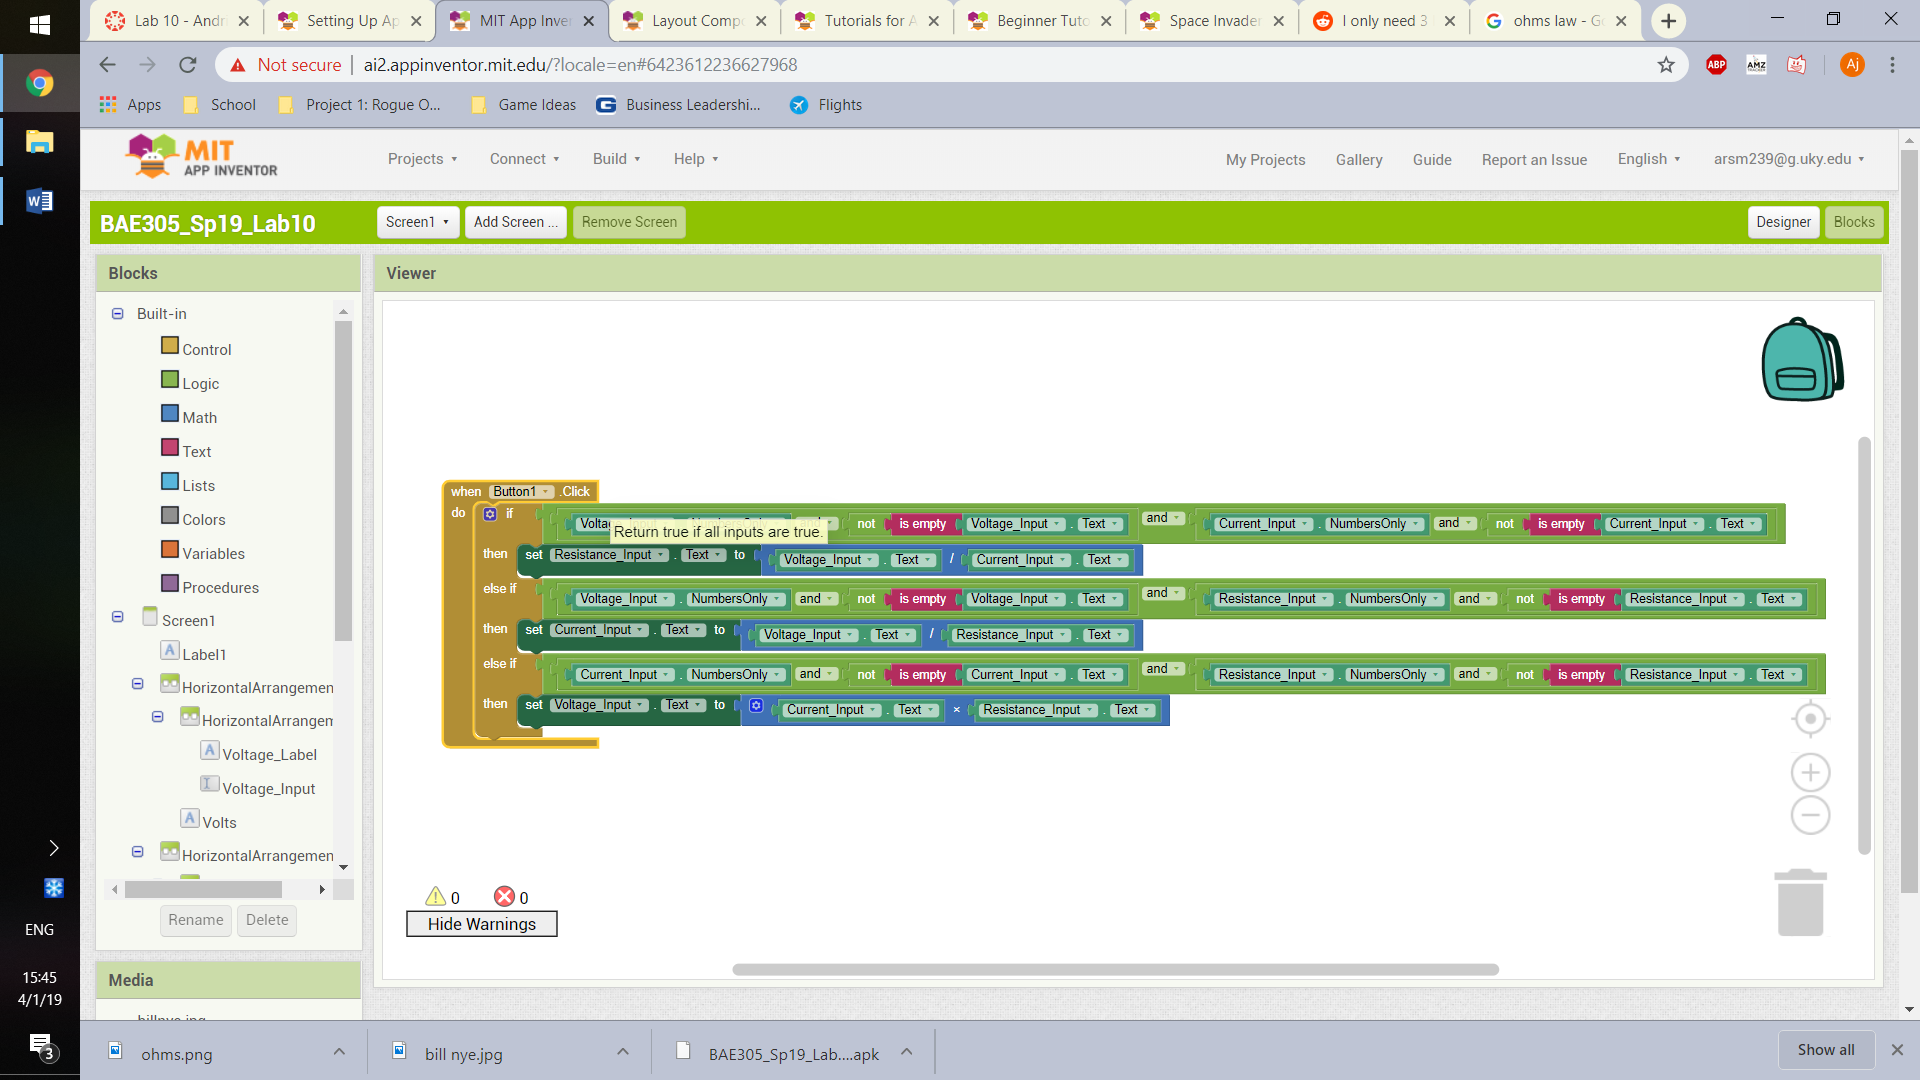 Lab 10 - Andr
Setting Up Ap
MIT App Inver
Layout Compo
Tutorials for A
Beginner Tuto
Space Invader
I only need 3
ohms law - Go
Not secure | ai2.appinventor.mit.edu/?locale=en#6423612236627968
ABP
AMZ
Aj
Apps
School
Project 1: Rogue O...
Game Ideas
Business Leadershi...
Flights
MIT
APP INVENTOR
Projects
Connect
Build
Help
My Projects
Gallery
Guide
Report an Issue
English
arsm239@g.uky.edu
BAE305_Sp19_Lab10
Screen1
Add Screen ...
Remove Screen
Designer
Blocks
Blocks
Built-in
Control
Logic
Math
Text
Lists
Colors
Variables
Procedures
Screen1
Label1
HorizontalArrangemen
HorizontalArrangem
Voltage_Label
Voltage_Input
Volts
HorizontalArrangemen
Rename
Delete
Media
Viewer
when Button1 .Click
do if Volta and not is empty Voltage_Input . Text and Current_Input . NumbersOnly and not is empty Current_Input . Text
Return true if all inputs are true.
then set Resistance_Input . Text to Voltage_Input . Text / Current_Input . Text
else if Voltage_Input . NumbersOnly and not is empty Voltage_Input . Text and Resistance_Input . NumbersOnly and not is empty Resistance_Input . Text
then set Current_Input . Text to Voltage_Input . Text / Resistance_Input . Text
else if Current_Input . NumbersOnly and not is empty Current_Input . Text and Resistance_Input . NumbersOnly and not is empty Resistance_Input . Text
then set Voltage_Input . Text to Current_Input . Text × Resistance_Input . Text
0
0
Hide Warnings
ENG
15:45
4/1/19
3
ohms.png
bill nye.jpg
BAE305_Sp19_Lab....apk
Show all